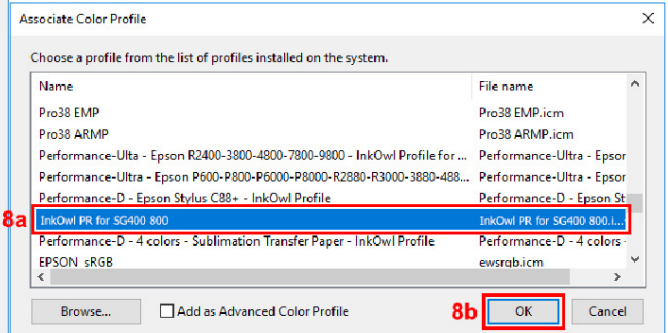 Associate Color Profile
Choose a profile from the list of profiles installed on the system.
Name File name
Pro38 EMP Pro38 EMP.icm
Pro38 ARMP Pro38 ARMP.icm
Performance-Ulta - Epson R2400-3800-4800-7800-9800 - InkOwl Profile for ... Performance-Ultra - Epsor
Performance-Ultra - Epson P600-P800-P6000-P8000-R2880-R3000-3880-488... Performance-Ultra - Epsor
Performance-D - Epson Stylus C88+ - InkOwl Profile Performance-D - Epson St
8a InkOwl PR for SG400 800 InkOwl PR for SG400 800.i...
Performance-D - 4 colors - Sublimation Transfer Paper - InkOwl Profile Performance-D - 4 colors -
EPSON sRGB ewsrgb.icm
Browse... Add as Advanced Color Profile 8b OK Cancel